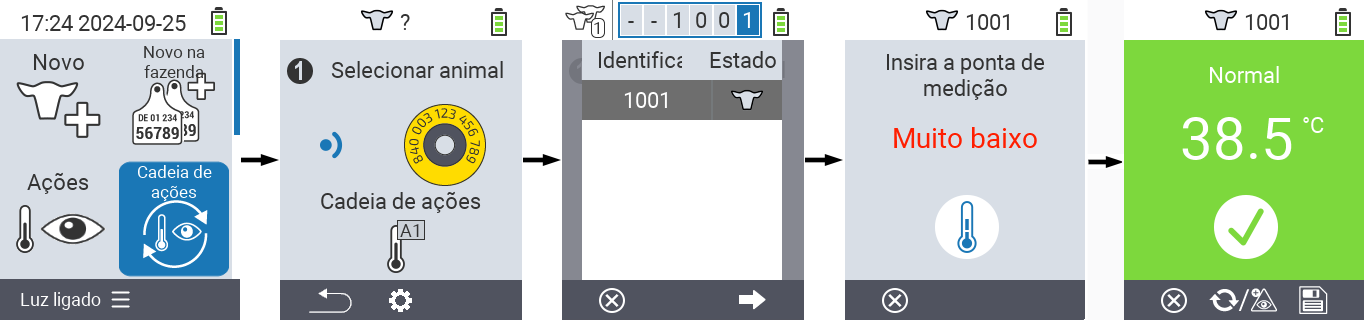 17:24 2024-09-25
Novo
Novo na
fazenda
DE 01 234
56789
234
89
Ações
Cadeia de
ações
Luz ligado
?
1 Selecionar animal
840 003 123 456 789
Cadeia de ações
A1
1
- - 1 0 0 1
Identifica Estado
1001
1001
Insira a ponta de
medição
Muito baixo
1001
Normal
38.5 °C